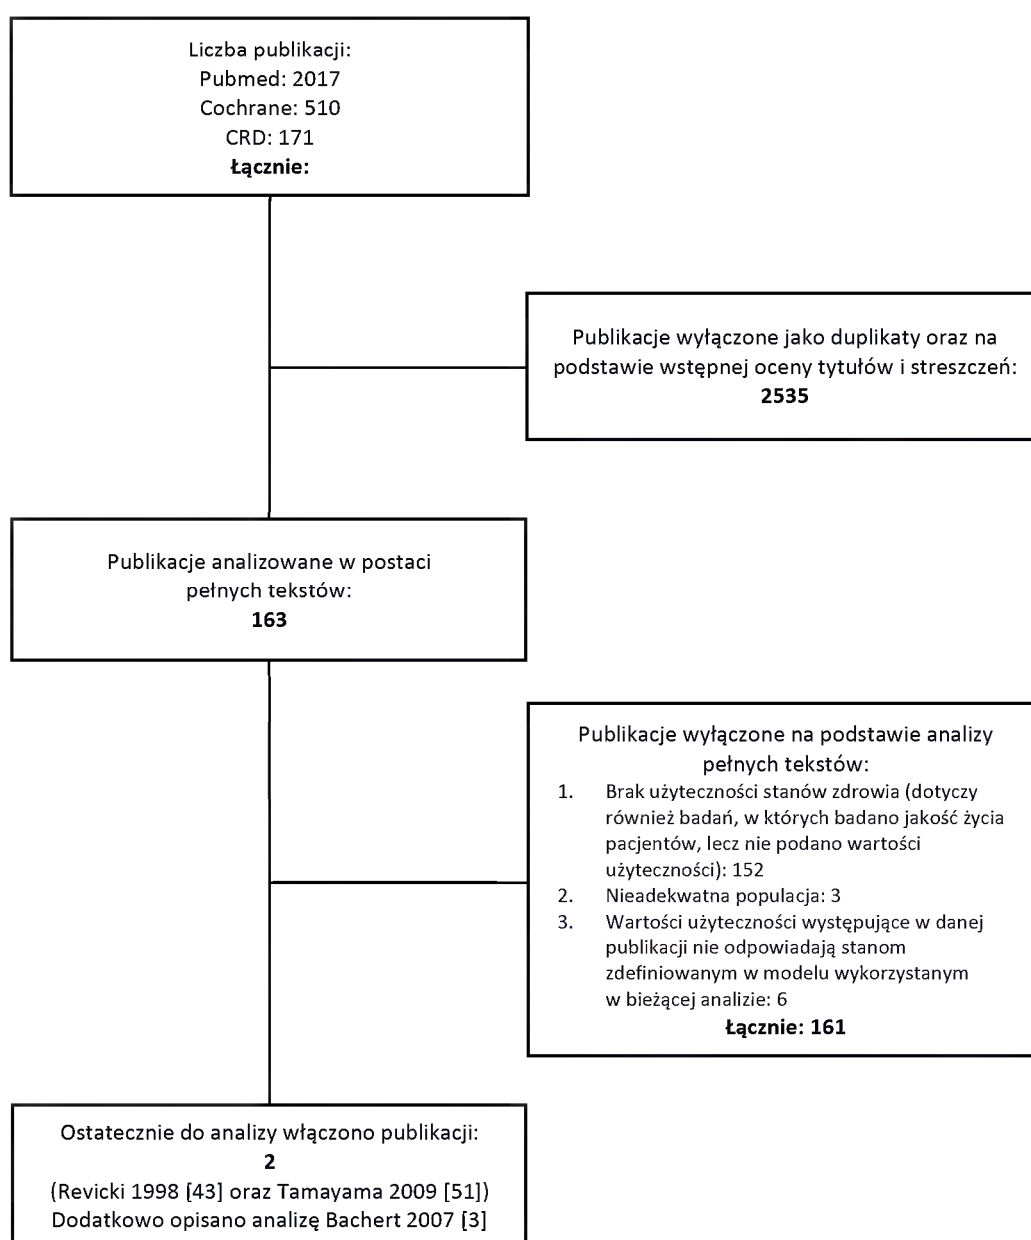 Liczba publikacji:
Pubmed: 2017
Cochrane: 510
CRD: 171
Łącznie:
Publikacje wyłączone jako duplikaty oraz na
podstawie wstępnej oceny tytułów i streszczeń:
2535
Publikacje analizowane w postaci
pełnych tekstów:
163
Publikacje wyłączone na podstawie analizy
pełnych tekstów:
1. Brak użyteczności stanów zdrowia (dotyczy
również badań, w których badano jakość życia
pacjentów, lecz nie podano wartości
użyteczności): 152
2. Nieadekwatna populacja: 3
3. Wartości użyteczności występujące w danej
publikacji nie odpowiadają stanom
zdefiniowanym w modelu wykorzystanym
w bieżącej analizie: 6
Łącznie: 161
Ostatecznie do analizy włączono publikacji:
2
(Revicki 1998 [43] oraz Tamayama 2009 [51])
Dodatkowo opisano analizę Bachert 2007 [3]